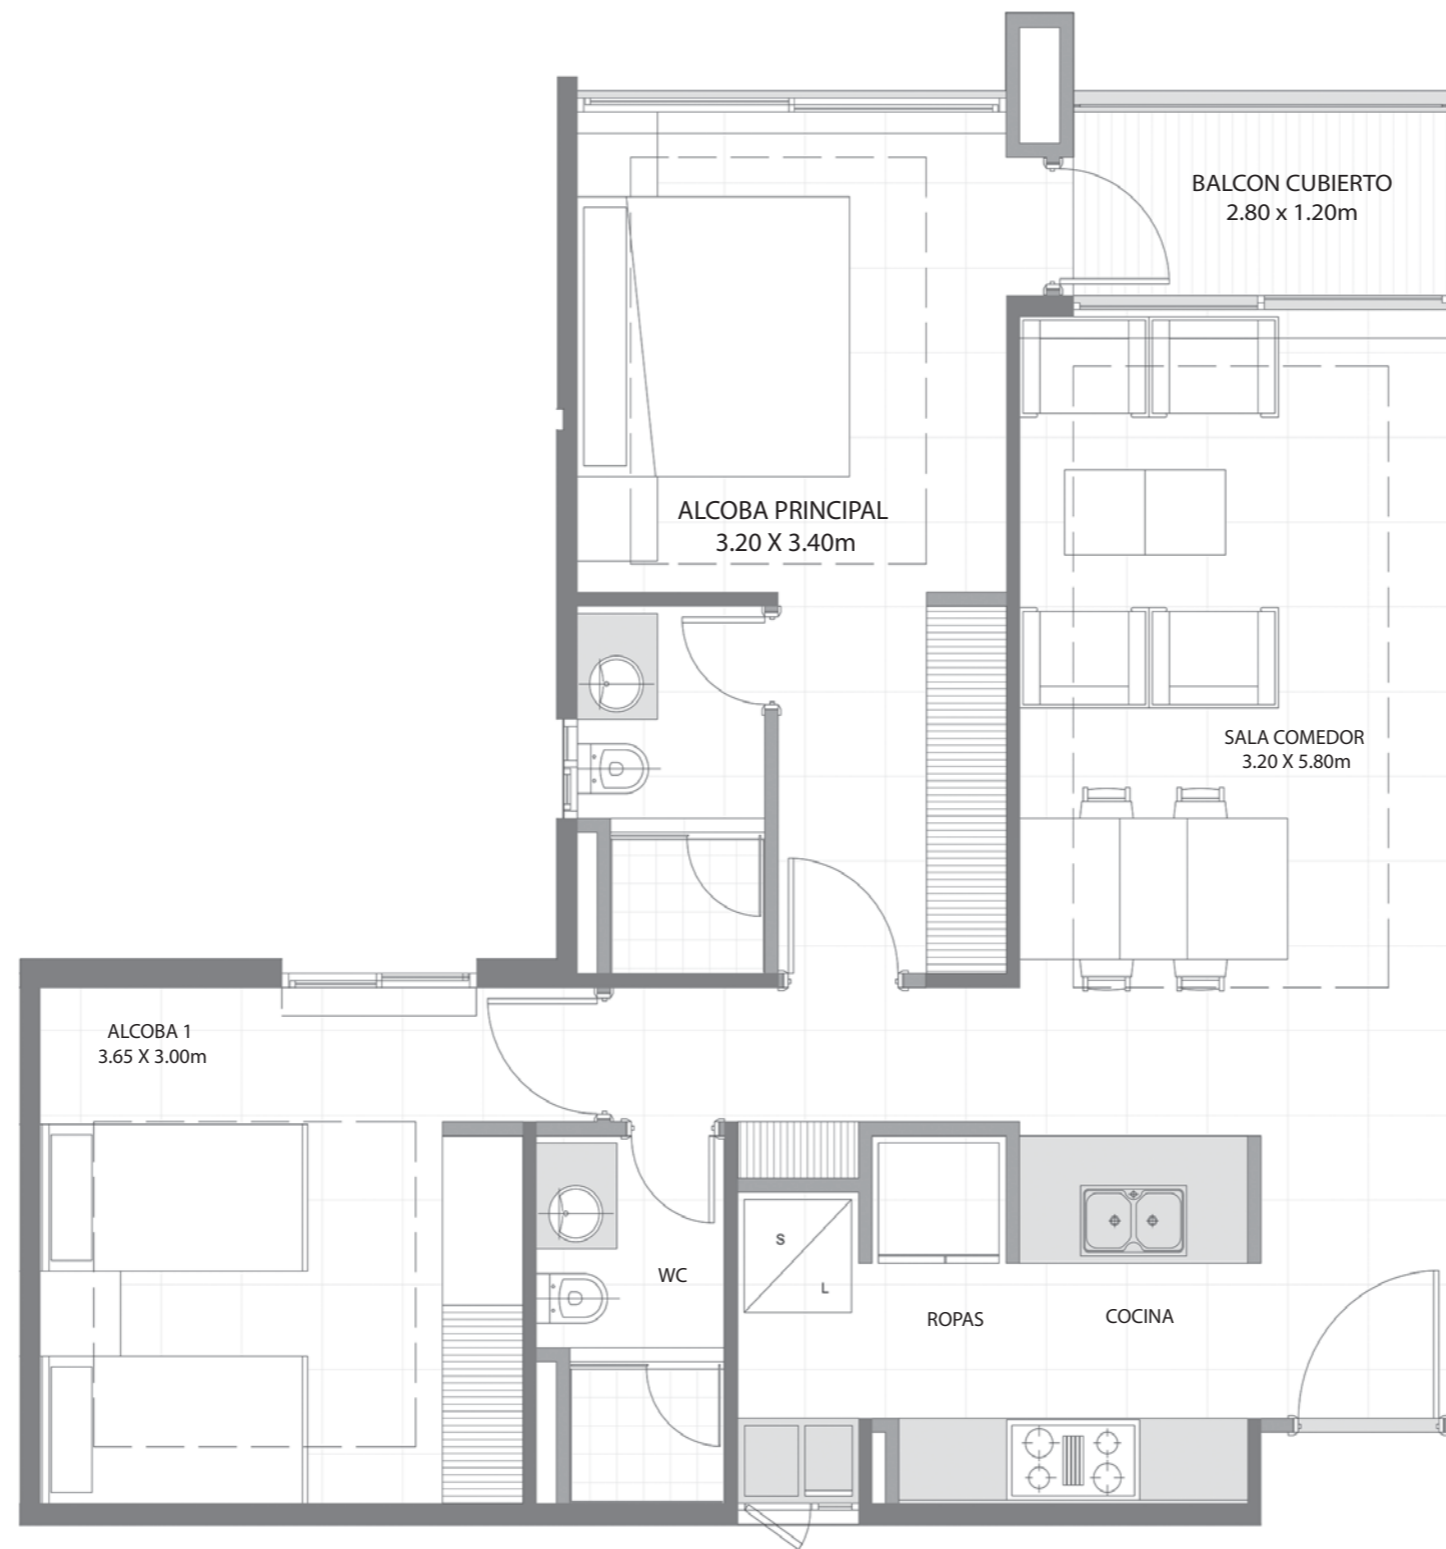 BALCON CUBIERTO
2.80 x 1.20m
ALCOBA PRINCIPAL
3.20 X 3.40m
SALA COMEDOR
3.20 X 5.80m
ALCOBA 1
3.65 X 3.00m
S
L
WC
ROPAS
COCINA